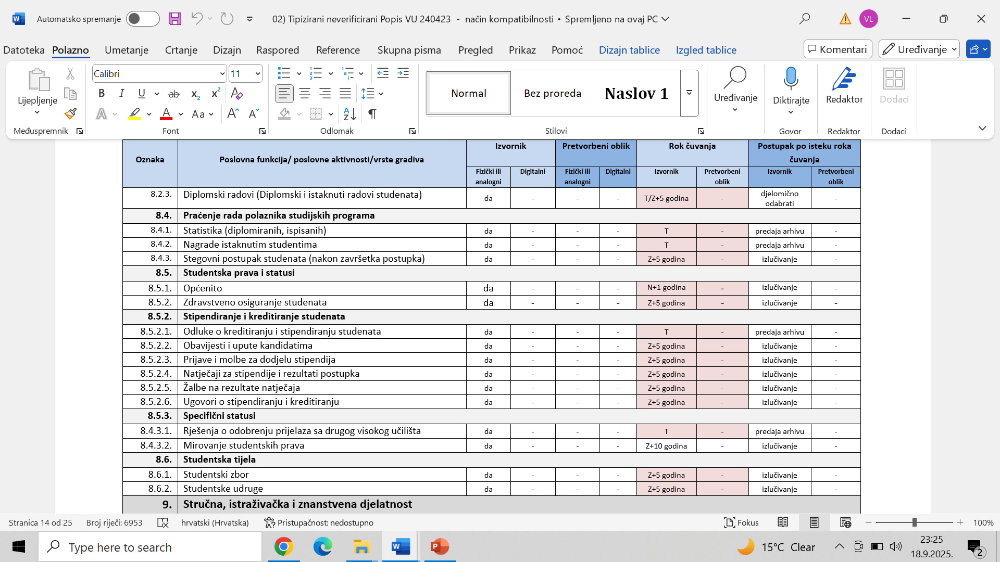 Automatsko spremanje
02) Tipizirani neverificirani Popis VU 240423 - način kompatibilnosti • Spremljeno na ovaj PC
VL
Datoteka Polazno Umetanje Crtanje Dizajn Raspored Reference Skupna pisma Pregled Prikaz Pomoć Dizajn tablice Izgled tablice Komentari Uređivanje
Lijepljenje
Calibri 11
Normal Bez proreda Naslov 1
Uređivanje Diktirajte Redaktor Dodaci
Međuspremnik Font Odlomak Stilovi Govor Redaktor Dodaci
Oznaka Poslovna funkcija/ poslovne aktivnosti/vrste gradiva Izvornik Pretvorbeni oblik Rok čuvanja Postupak po isteku roka čuvanja
Fizički ili analogni Digitalni Fizički ili analogni Digitalni Izvornik Pretvorbeni oblik Izvornik Pretvorbeni oblik
8.2.3. Diplomski radovi (Diplomski i istaknuti radovi studenata) da - - - T/Z+5 godina - djelomično odabrati -
8.4. Praćenje rada polaznika studijskih programa
8.4.1. Statistika (diplomiranih, ispisanih) da - - - T - predaja arhivu -
8.4.2. Nagrade istaknutim studentima da - - - T - predaja arhivu -
8.4.3. Stegovni postupak studenata (nakon završetka postupka) da - - - Z+5 godina - izlučivanje -
8.5. Studentska prava i statusi
8.5.1. Općenito da - - - N+1 godina - izlučivanje -
8.5.2. Zdravstveno osiguranje studenata da - - - Z+5 godina - izlučivanje -
8.5.2. Stipendiranje i kreditiranje studenata
8.5.2.1. Odluke o kreditiranju i stipendiranju studenata da - - - T - predaja arhivu -
8.5.2.2. Obavijesti i upute kandidatima da - - - Z+5 godina - izlučivanje -
8.5.2.3. Prijave i molbe za dodjelu stipendija da - - - Z+5 godina - izlučivanje -
8.5.2.4. Natječaji za stipendije i rezultati postupka da - - - Z+5 godina - izlučivanje -
8.5.2.5. Žalbe na rezultate natječaja da - - - Z+5 godina - izlučivanje -
8.5.2.6. Ugovori o stipendiranju i kreditiranju da - - - Z+5 godina - izlučivanje -
8.5.3. Specifični statusi
8.4.3.1. Rješenja o odobrenju prijelaza sa drugog visokog učilišta da - - - T - predaja arhivu -
8.4.3.2. Mirovanje studentskih prava da - - - Z+10 godina - izlučivanje -
8.6. Studentska tijela
8.6.1. Studentski zbor da - - - Z+5 godina - izlučivanje -
8.6.2. Studentske udruge da - - - Z+5 godina - izlučivanje -
9. Stručna, istraživačka i znanstvena djelatnost
Stranica 14 od 25 Broj riječi: 6953 hrvatski (Hrvatska) Pristupačnost: nedostupno Fokus 100%
Type here to search 15°C Clear 23:25
18.9.2025. 2